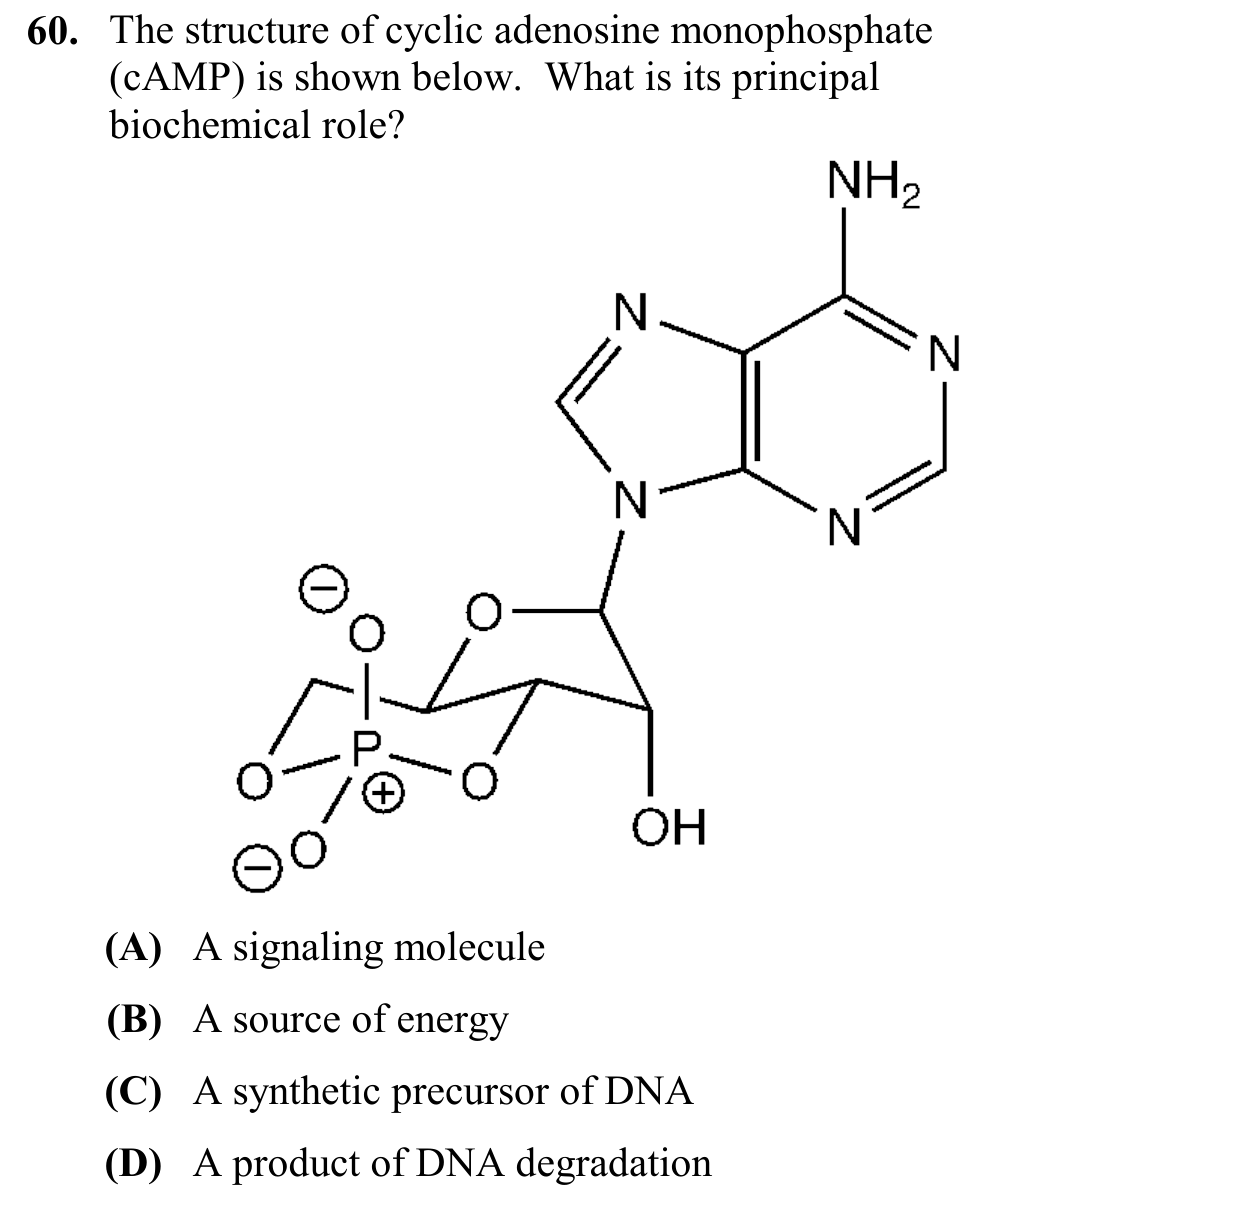 60. The structure of cyclic adenosine monophosphate
(cAMP) is shown below. What is its principal
biochemical role?
NH₂
N
N
N
N
⊖
O
O
P
O
O
⊕
OH
O
⊖
(A) A signaling molecule
(B) A source of energy
(C) A synthetic precursor of DNA
(D) A product of DNA degradation